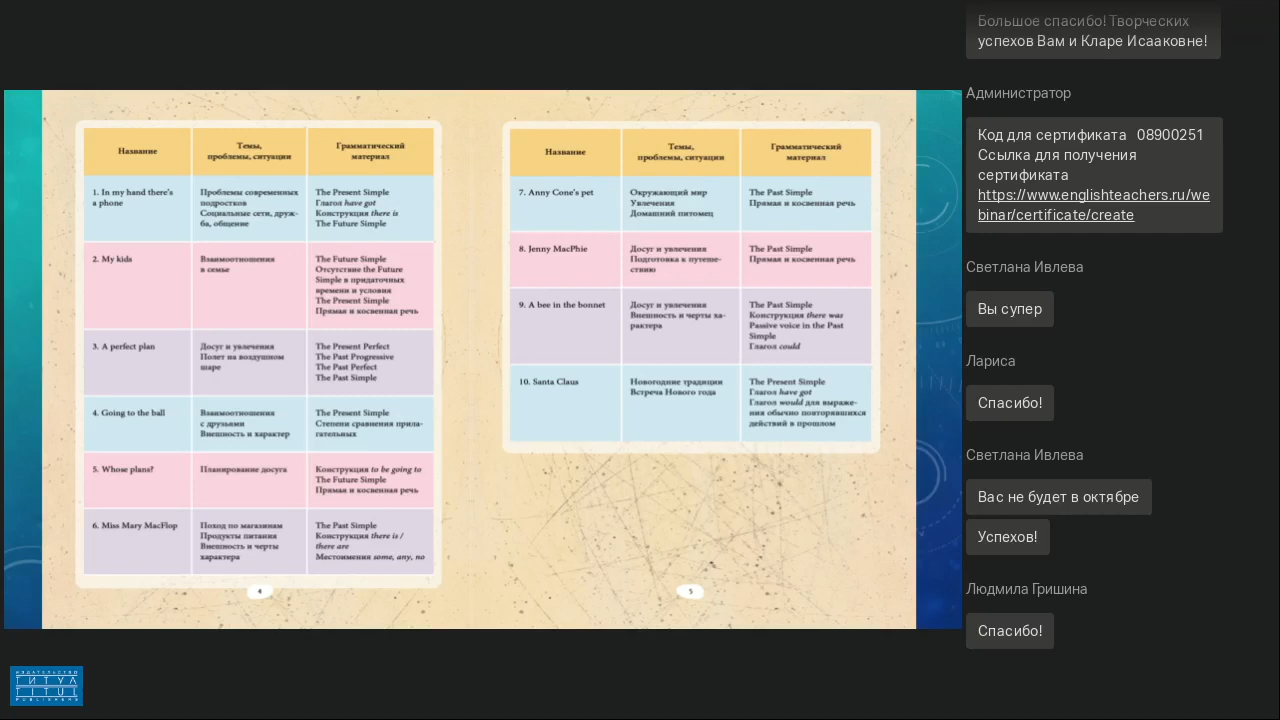 Название
Темы,
проблемы, ситуации
Грамматический
материал
1. In my hand there's
a phone
Проблемы современных
подростков
Социальные сети, друж-
ба, общение
The Present Simple
Глагол have got
Конструкция there is
The Future Simple
2. My kids
Взаимоотношения
в семье
The Future Simple
Отсутствие the Future
Simple в придаточных
времени и условия
The Present Simple
Прямая и косвенная речь
3. A perfect plan
Досуг и увлечения
Полет на воздушном
шаре
The Present Perfect
The Past Progressive
The Past Perfect
The Past Simple
4. Going to the ball
Взаимоотношения
с друзьями
Внешность и характер
The Present Simple
Степени сравнения прила-
гательных
5. Whose plans?
Планирование досуга
Конструкция to be going to
The Future Simple
Прямая и косвенная речь
6. Miss Mary MacFlop
Поход по магазинам
Продукты питания
Внешность и черты
характера
The Past Simple
Конструкция there is /
there are
Местоимения some, any, no
4
Название
Темы,
проблемы, ситуации
Грамматический
материал
7. Anny Cone's pet
Окружающий мир
Увлечения
Домашний питомец
The Past Simple
Прямая и косвенная речь
8. Jenny MacPhie
Досуг и увлечения
Подготовка к путеше-
ствию
The Past Simple
Прямая и косвенная речь
9. A bee in the bonnet
Досуг и увлечения
Внешность и черты ха-
рактера
The Past Simple
Конструкция there was
Passive voice in the Past
Simple
Глагол could
10. Santa Claus
Новогодние традиции
Встреча Нового года
The Present Simple
Глагол have got
Глагол would для выраже-
ния обычно повторявшихся
действий в прошлом
5
Большое спасибо! Творческих
успехов Вам и Кларе Исааковне!
Администратор
Код для сертификата 08900251
Ссылка для получения
сертификата
https://www.englishteachers.ru/we
binar/certificate/create
Светлана Ивлева
Вы супер
Лариса
Спасибо!
Светлана Ивлева
Вас не будет в октябре
Успехов!
Людмила Гришина
Спасибо!
ИЗДАТЕЛЬСТВО
ТИТУЛ
TITUL
PUBLISHERS